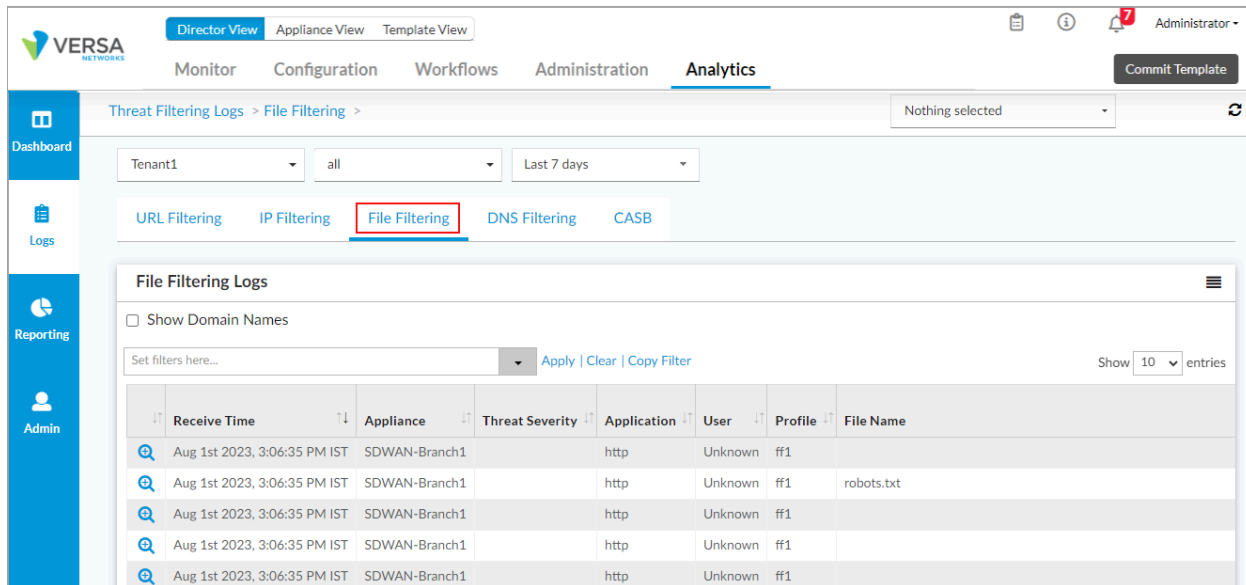 Director View Appliance View Template View
7
Administrator
VERSA
NETWORKS
Monitor Configuration Workflows Administration Analytics
Commit Template
Threat Filtering Logs > File Filtering >
Nothing selected
Dashboard
Tenant1 all Last 7 days
Logs
URL Filtering IP Filtering File Filtering DNS Filtering CASB
File Filtering Logs
Reporting
Show Domain Names
Set filters here...
Apply | Clear | Copy Filter
Show 10 entries
Admin
Receive Time Appliance Threat Severity Application User Profile File Name
Aug 1st 2023, 3:06:35 PM IST SDWAN-Branch1 http Unknown ff1
Aug 1st 2023, 3:06:35 PM IST SDWAN-Branch1 http Unknown ff1 robots.txt
Aug 1st 2023, 3:06:35 PM IST SDWAN-Branch1 http Unknown ff1
Aug 1st 2023, 3:06:35 PM IST SDWAN-Branch1 http Unknown ff1
Aug 1st 2023, 3:06:35 PM IST SDWAN-Branch1 http Unknown ff1